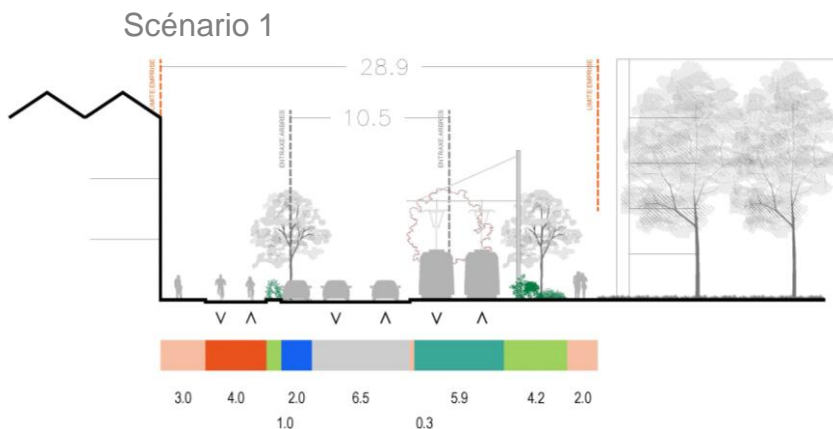 Scénario 1
LIMITE EMPRISE
28.9
LIMITE EMPRISE
10.5
ENTRAXE ARBRES
ENTRAXE ARBRES
3.0 4.0 2.0 6.5 5.9 4.2 2.0
1.0 0.3